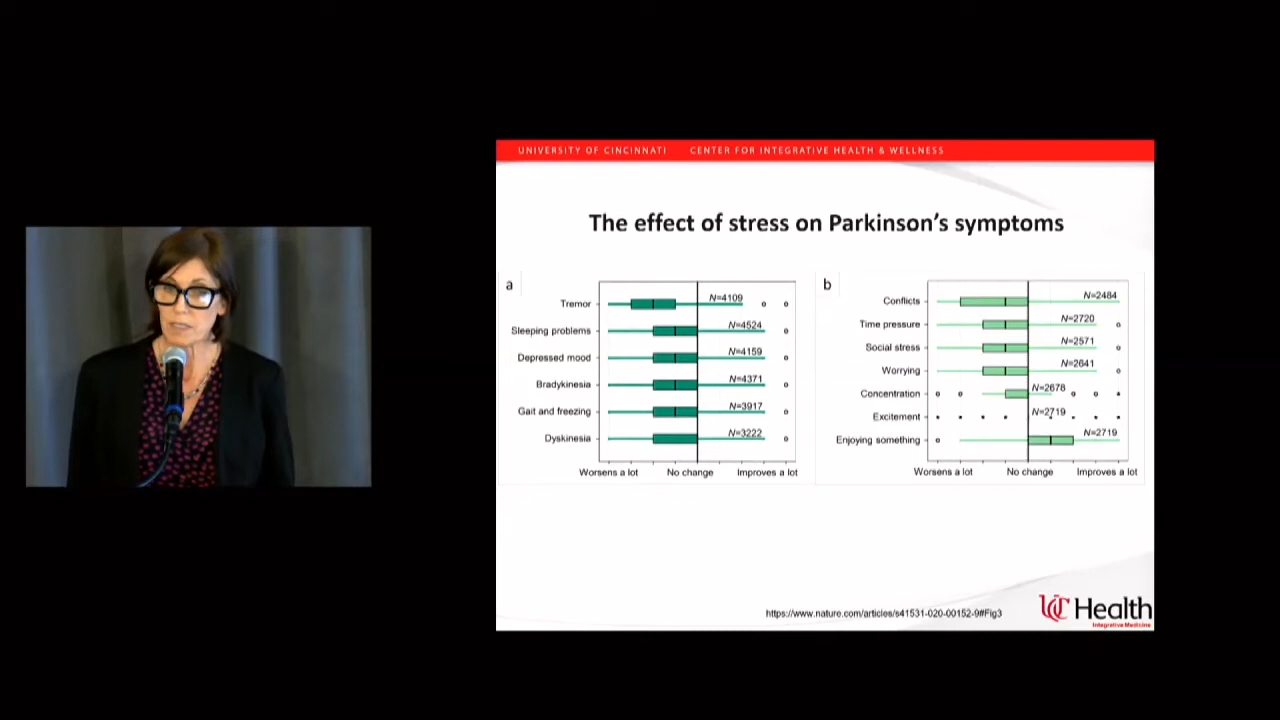 UNIVERSITY OF CINCINNATI CENTER FOR INTEGRATIVE HEALTH & WELLNESS
The effect of stress on Parkinson's symptoms
a
Tremor N=4109
Sleeping problems N=4524
Depressed mood N=4159
Bradykinesia N=4371
Gait and freezing N=3917
Dyskinesia N=3222
Worsens a lot No change Improves a lot
b
Conflicts N=2484
Time pressure N=2720
Social stress N=2571
Worrying N=2641
Concentration N=2678
Excitement N=2719
Enjoying something N=2719
Worsens a lot No change Improves a lot
https://www.nature.com/articles/s41531-020-00152-9#Fig3
UC Health
Integrative Medicine